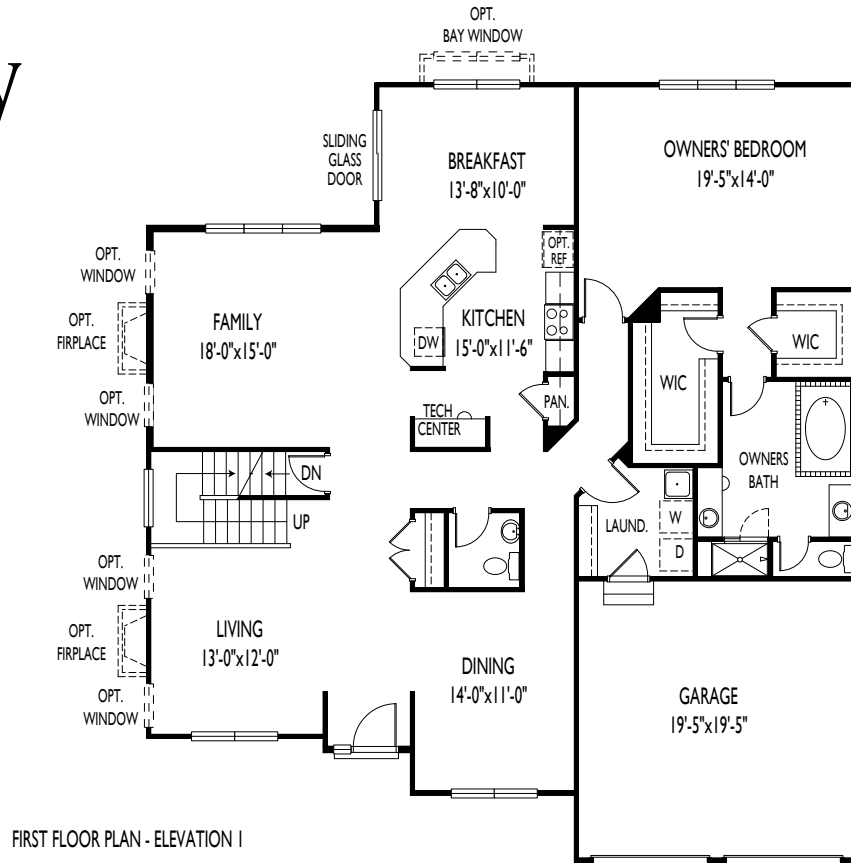 OPT.
BAY WINDOW
y
SLIDING
GLASS
DOOR
BREAKFAST
13'-8"x10'-0"
OWNERS' BEDROOM
19'-5"x14'-0"
OPT.
REF
OPT.
WINDOW
OPT.
FIRPLACE
FAMILY
18'-0"x15'-0"
KITCHEN
15'-0"x11'-6"
DW
WIC
WIC
OPT.
WINDOW
TECH
CENTER
PAN.
OWNERS
BATH
DN
UP
LAUND.
W
D
OPT.
WINDOW
OPT.
FIRPLACE
LIVING
13'-0"x12'-0"
OPT.
WINDOW
DINING
14'-0"x11'-0"
GARAGE
19'-5"x19'-5"
FIRST FLOOR PLAN - ELEVATION 1